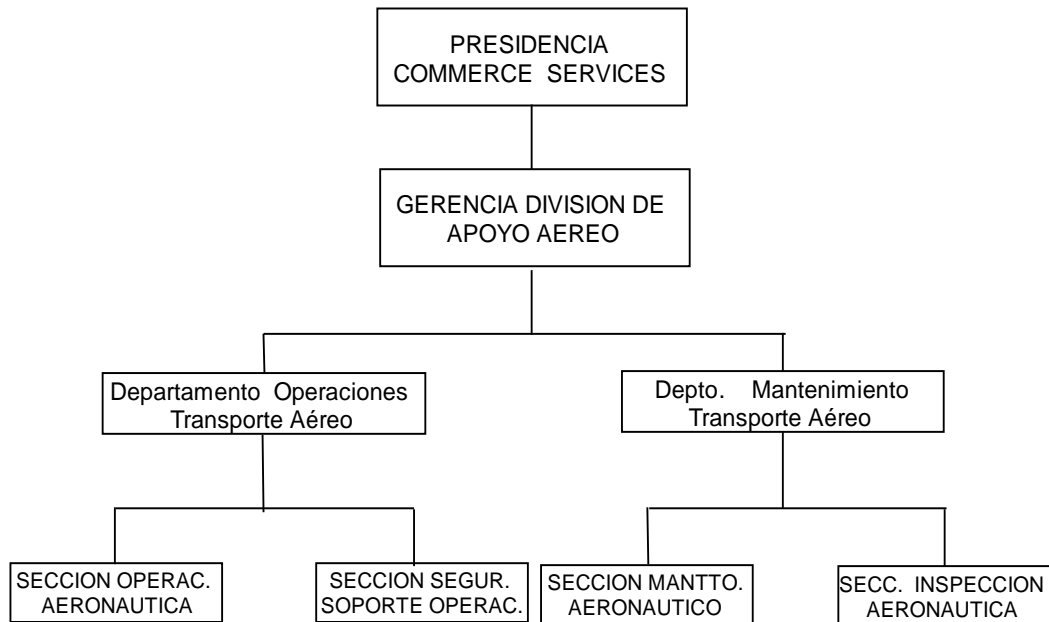 PRESIDENCIA
COMMERCE SERVICES
GERENCIA DIVISION DE
APOYO AEREO
Departamento Operaciones
Transporte Aéreo
Depto. Mantenimiento
Transporte Aéreo
SECCION OPERAC.
AERONAUTICA
SECCION SEGUR.
SOPORTE OPERAC.
SECCION MANTTO.
AERONAUTICO
SECC. INSPECCION
AERONAUTICA